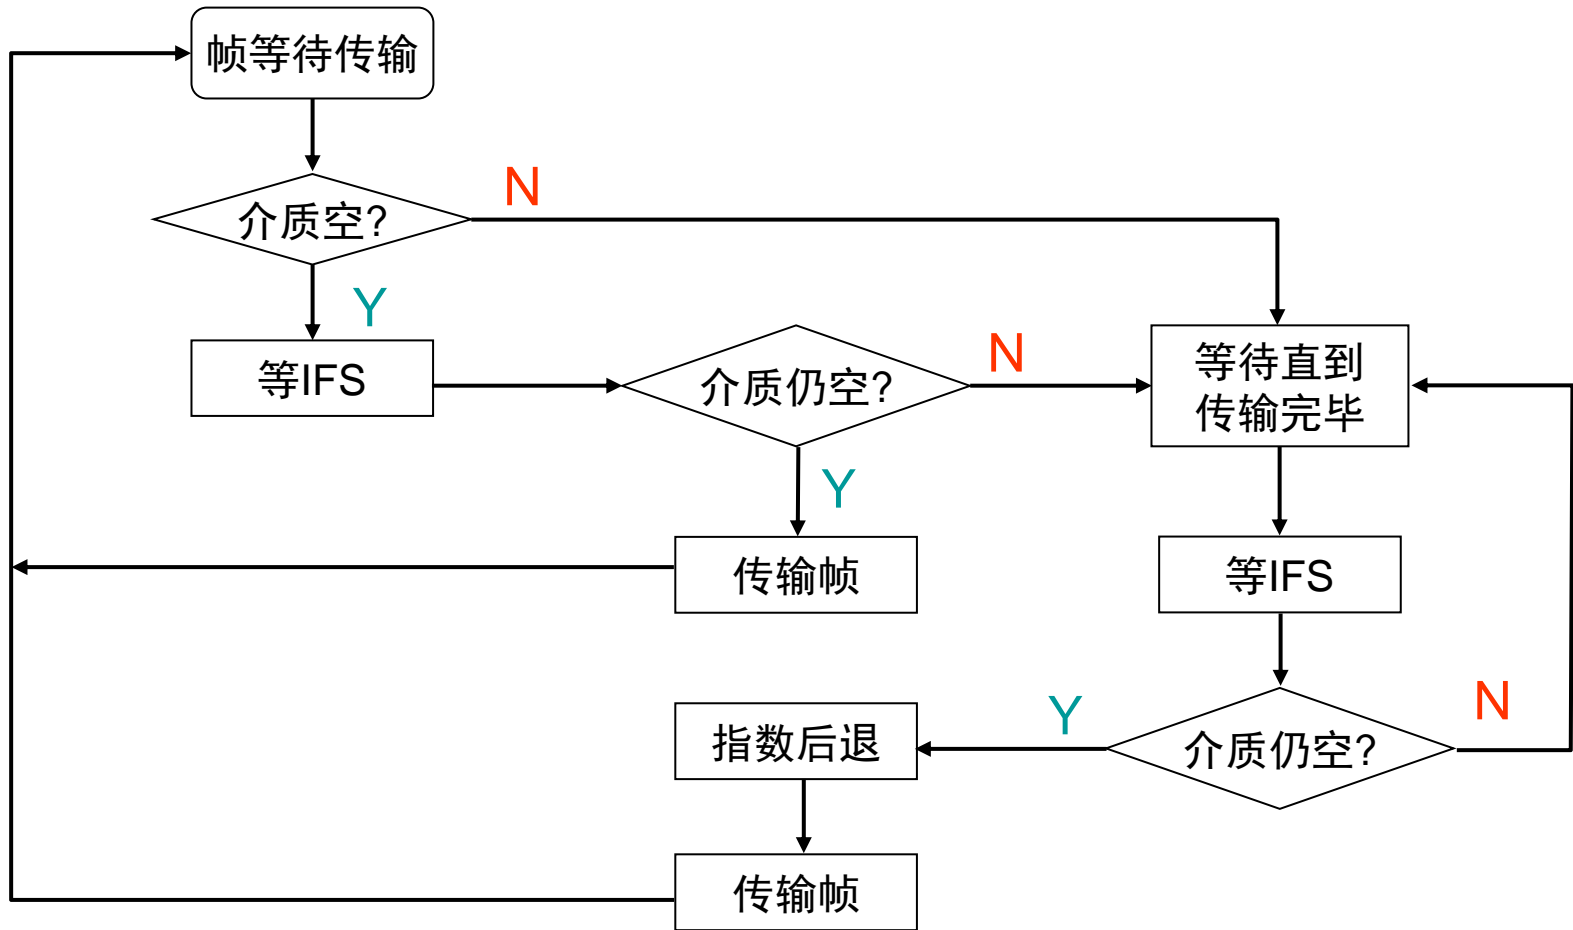 帧等待传输
N
介质空?
Y
等IFS
介质仍空?
N
等待直到
传输完毕
Y
传输帧
等IFS
指数后退
Y
介质仍空?
N
传输帧